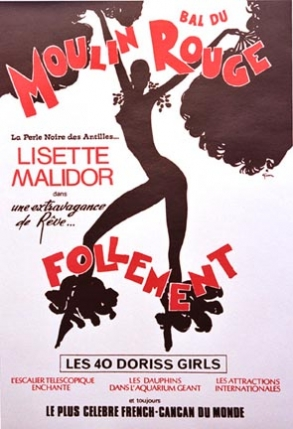 BAL DU
MOULIN ROUGE
La Perle Noire des Antilles...
LISETTE
MALIDOR
dans
une extravagance
de Rêve...
FOLLEMENT
LES 40 DORISS GIRLS
L'ESCALIER TELESCOPIQUE
ENCHANTE
LES DAUPHINS
DANS L'AQUARIUM GEANT
LES ATTRACTIONS
INTERNATIONALES
et toujours
LE PLUS CELEBRE FRENCH-CANCAN DU MONDE